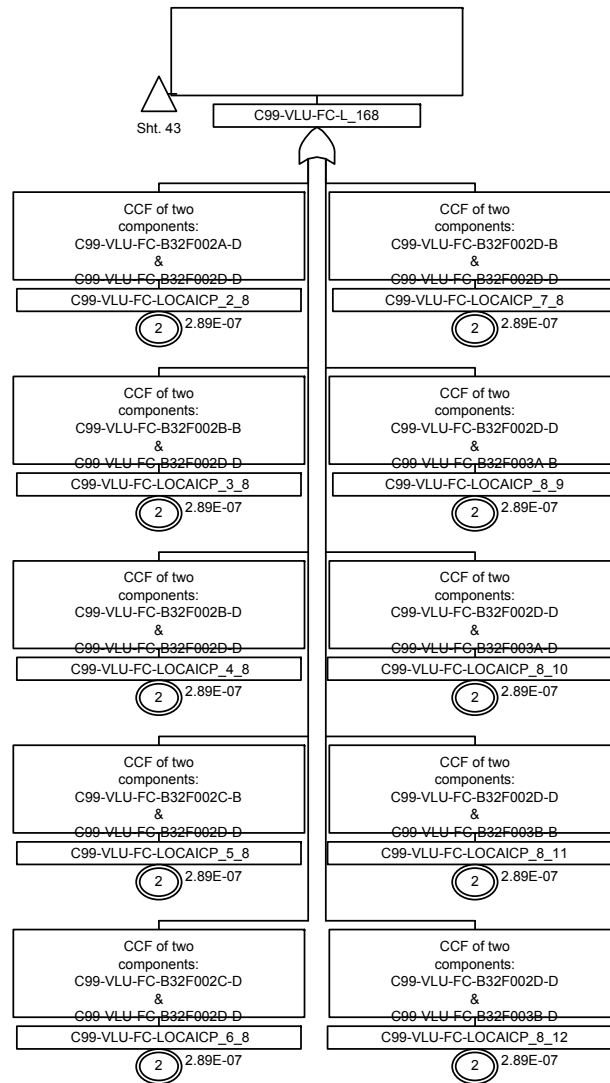 Sht. 43
C99-VLU-FC-L_168
CCF of two
components:
C99-VLU-FC-B32F002A-D
&
C99-VLU-FC-B32F002D-D
C99-VLU-FC-LOCAICP_2_8
2
2.89E-07
CCF of two
components:
C99-VLU-FC-B32F002D-B
&
C99-VLU-FC-B32F002D-D
C99-VLU-FC-LOCAICP_7_8
2
2.89E-07
CCF of two
components:
C99-VLU-FC-B32F002B-B
&
C99-VLU-FC-B32F002D-D
C99-VLU-FC-LOCAICP_3_8
2
2.89E-07
CCF of two
components:
C99-VLU-FC-B32F002D-D
&
C99-VLU-FC-B32F003A-B
C99-VLU-FC-LOCAICP_8_9
2
2.89E-07
CCF of two
components:
C99-VLU-FC-B32F002B-D
&
C99-VLU-FC-B32F002D-D
C99-VLU-FC-LOCAICP_4_8
2
2.89E-07
CCF of two
components:
C99-VLU-FC-B32F002D-D
&
C99-VLU-FC-B32F003A-D
C99-VLU-FC-LOCAICP_8_10
2
2.89E-07
CCF of two
components:
C99-VLU-FC-B32F002C-B
&
C99-VLU-FC-B32F002D-D
C99-VLU-FC-LOCAICP_5_8
2
2.89E-07
CCF of two
components:
C99-VLU-FC-B32F002D-D
&
C99-VLU-FC-B32F003B-B
C99-VLU-FC-LOCAICP_8_11
2
2.89E-07
CCF of two
components:
C99-VLU-FC-B32F002C-D
&
C99-VLU-FC-B32F002D-D
C99-VLU-FC-LOCAICP_6_8
2
2.89E-07
CCF of two
components:
C99-VLU-FC-B32F002D-D
&
C99-VLU-FC-B32F003B-D
C99-VLU-FC-LOCAICP_8_12
2
2.89E-07